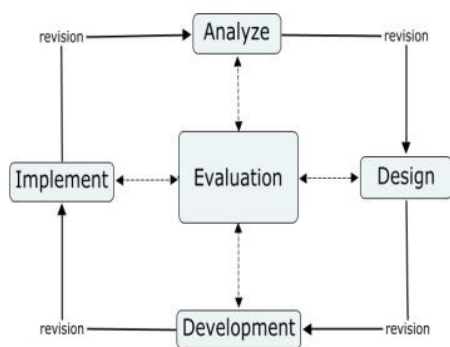 revision
Analyze
revision
Implement
Evaluation
Design
revision
Development
revision